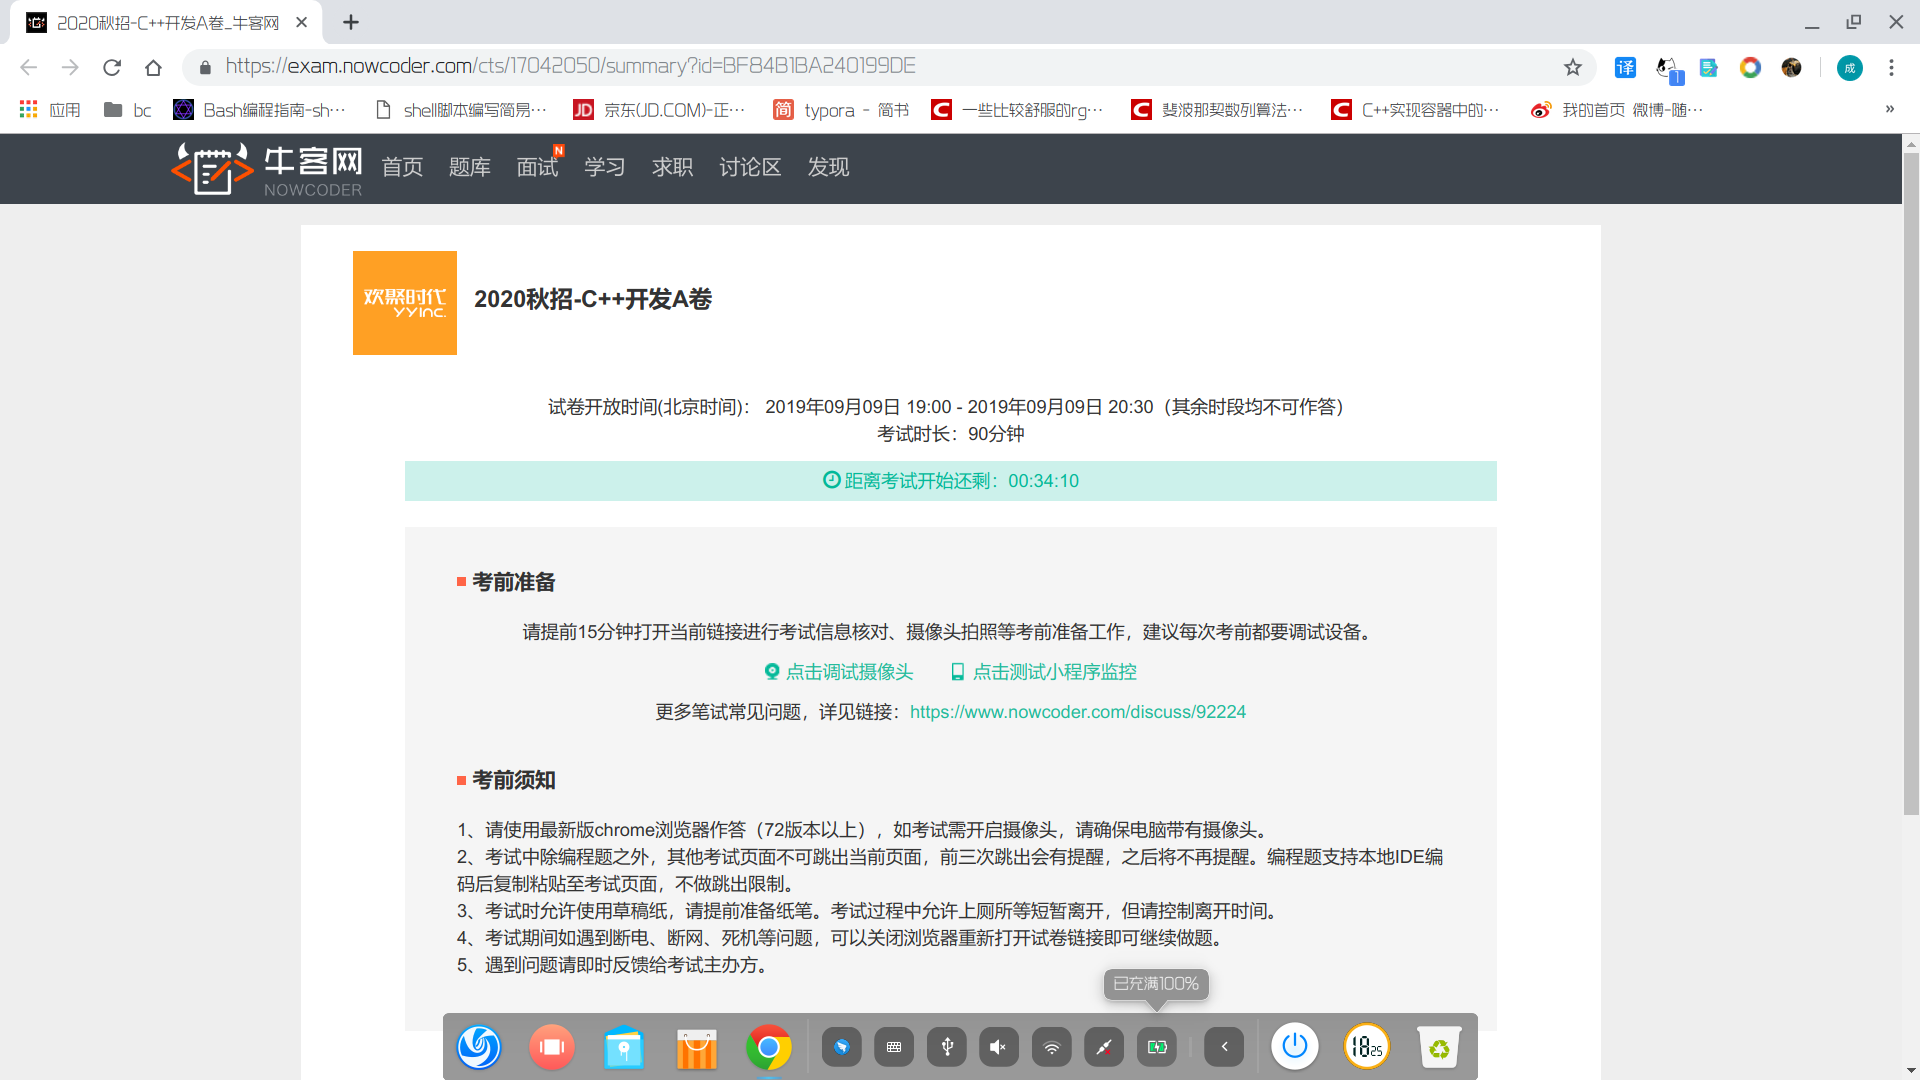 2020秋招-C++开发A卷_牛客网
https://exam.nowcoder.com/cts/17042050/summary?id=BF84B1BA240199DE
译
1
成
应用
bc
Bash编程指南-sh…
shell脚本编写简易…
JD
京东(JD.COM)-正…
简
typora - 简书
C
一些比较舒服的rg…
C
斐波那契数列算法…
C
C++实现容器中的…
我的首页 微博-随…
»
牛客网
NOWCODER
首页
题库
面试
N
学习
求职
讨论区
发现
欢聚时代
YY Inc.
2020秋招-C++开发A卷
试卷开放时间(北京时间)： 2019年09月09日 19:00 - 2019年09月09日 20:30（其余时段均不可作答）
考试时长：90分钟
距离考试开始还剩：00:34:10
考前准备
请提前15分钟打开当前链接进行考试信息核对、摄像头拍照等考前准备工作，建议每次考前都要调试设备。
点击调试摄像头
点击测试小程序监控
更多笔试常见问题，详见链接：https://www.nowcoder.com/discuss/92224
考前须知
1、请使用最新版chrome浏览器作答（72版本以上），如考试需开启摄像头，请确保电脑带有摄像头。
2、考试中除编程题之外，其他考试页面不可跳出当前页面，前三次跳出会有提醒，之后将不再提醒。编程题支持本地IDE编
码后复制粘贴至考试页面，不做跳出限制。
3、考试时允许使用草稿纸，请提前准备纸笔。考试过程中允许上厕所等短暂离开，但请控制离开时间。
4、考试期间如遇到断电、断网、死机等问题，可以关闭浏览器重新打开试卷链接即可继续做题。
5、遇到问题请即时反馈给考试主办方。
已充满100%
18 25